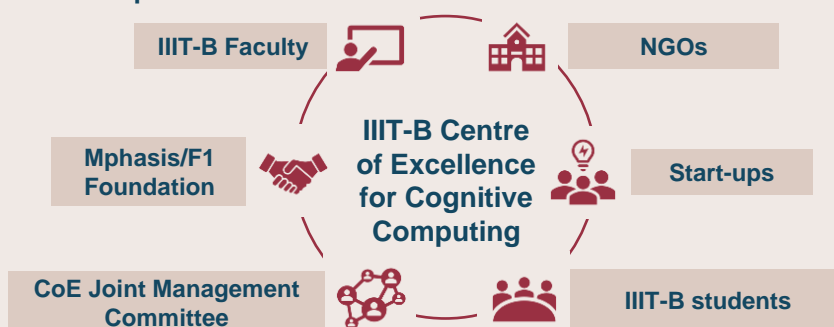 IIIT-B Faculty
NGOs
Mphasis/F1
Foundation
IIIT-B Centre
of Excellence
for Cognitive
Computing
Start-ups
CoE Joint Management
Committee
IIIT-B students